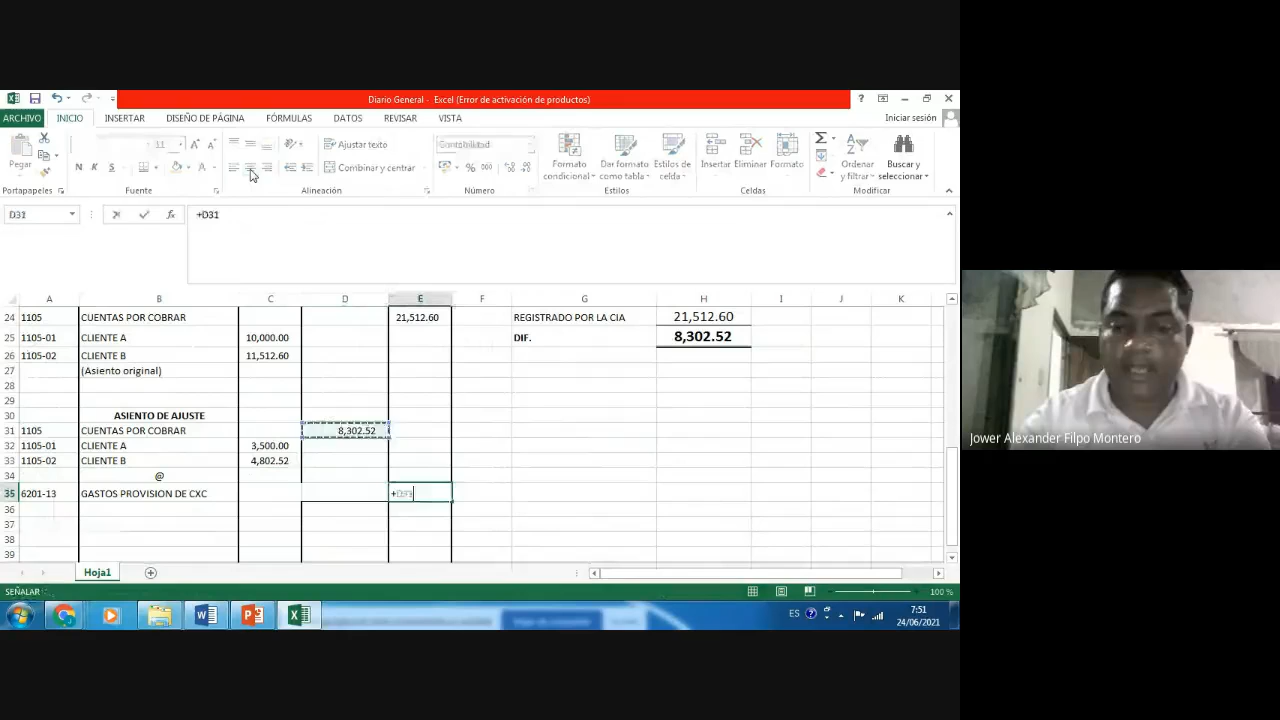 Diario General - Excel (Error de activación de productos)
ARCHIVO INICIO INSERTAR DISEÑO DE PÁGINA FÓRMULAS DATOS REVISAR VISTA Iniciar sesión
Pegar
N K S
11
Ajustar texto
Combinar y centrar
Contabilidad
% 000
Formato condicional
Dar formato como tabla
Estilos de celda
Insertar Eliminar Formato
Ordenar y filtrar
Buscar y seleccionar
Portapapeles Fuente Alineación Número Estilos Celdas Modificar
D31 fx +D31
A B C D E F G H I J K
24 1105 CUENTAS POR COBRAR 21,512.60 REGISTRADO POR LA CIA 21,512.60
25 1105-01 CLIENTE A 10,000.00 DIF. 8,302.52
26 1105-02 CLIENTE B 11,512.60
27 (Asiento original)
28
29
30 ASIENTO DE AJUSTE
31 1105 CUENTAS POR COBRAR 8,302.52
32 1105-01 CLIENTE A 3,500.00
33 1105-02 CLIENTE B 4,802.52
34 @
35 6201-13 GASTOS PROVISION DE CXC +D31
36
37
38
39
Hoja1
SEÑALAR 100 %
ES 7:51
24/06/2021
Jower Alexander Filpo Montero